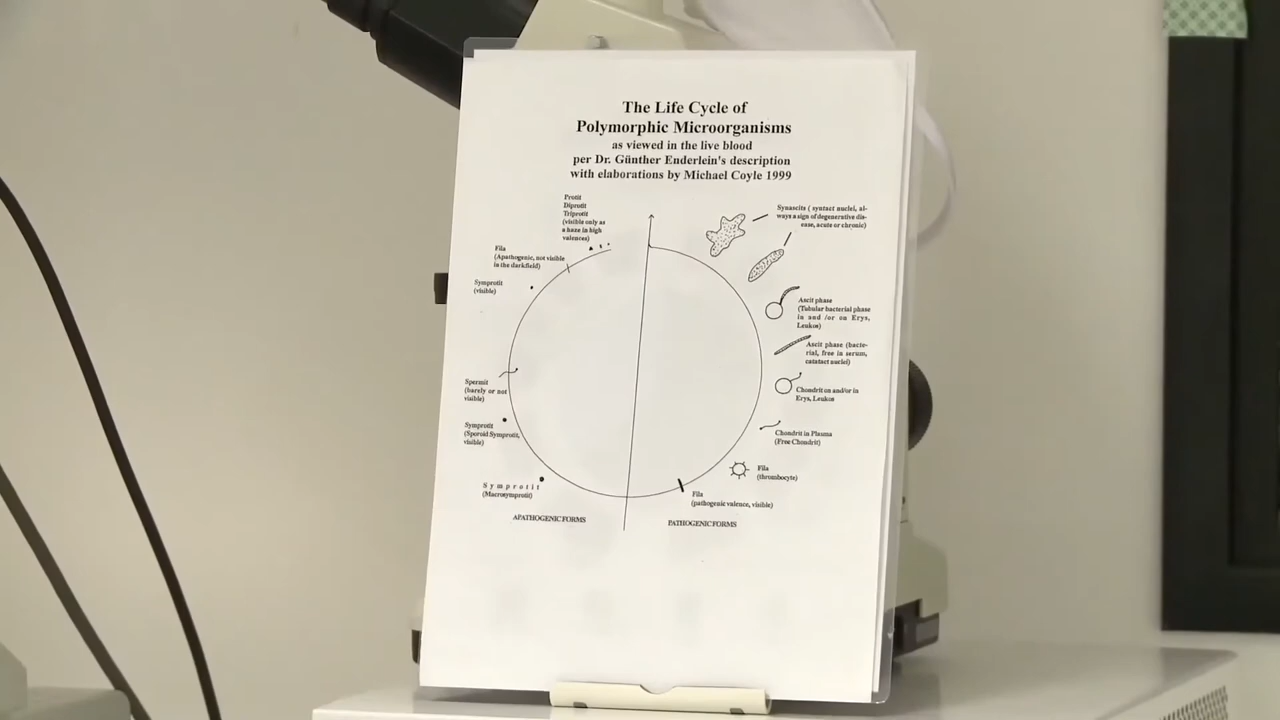 The Life Cycle of
Polymorphic Microorganisms
as viewed in the live blood
per Dr. Günther Enderlein's description
with elaborations by Michael Coyle 1999
Protit
Diprotit
Triprotit
(visible only as
a haze in high
valences)
Fila
(Apathogenic, not visible
in the darkfield)
Symprotit
(visible)
Spermit
(barely or not
visible)
Symprotit
(Sporoid Symprotit,
visible)
Symprotit
(Macrosymprotit)
APATHOGENIC FORMS
Synascits ( syntact nuclei, al-
ways a sign of degenerative dis-
ease, acute or chronic)
Ascit phase
(Tubular bacterial phase
in and /or on Erys,
Leukos)
Ascit phase (bacte-
rial, free in serum,
catatact nuclei)
Chondrit on and/or in
Erys, Leukos
Chondrit in Plasma
(Free Chondrit)
Fila
(thrombocyte)
Fila
(pathogenic valence, visible)
PATHOGENIC FORMS